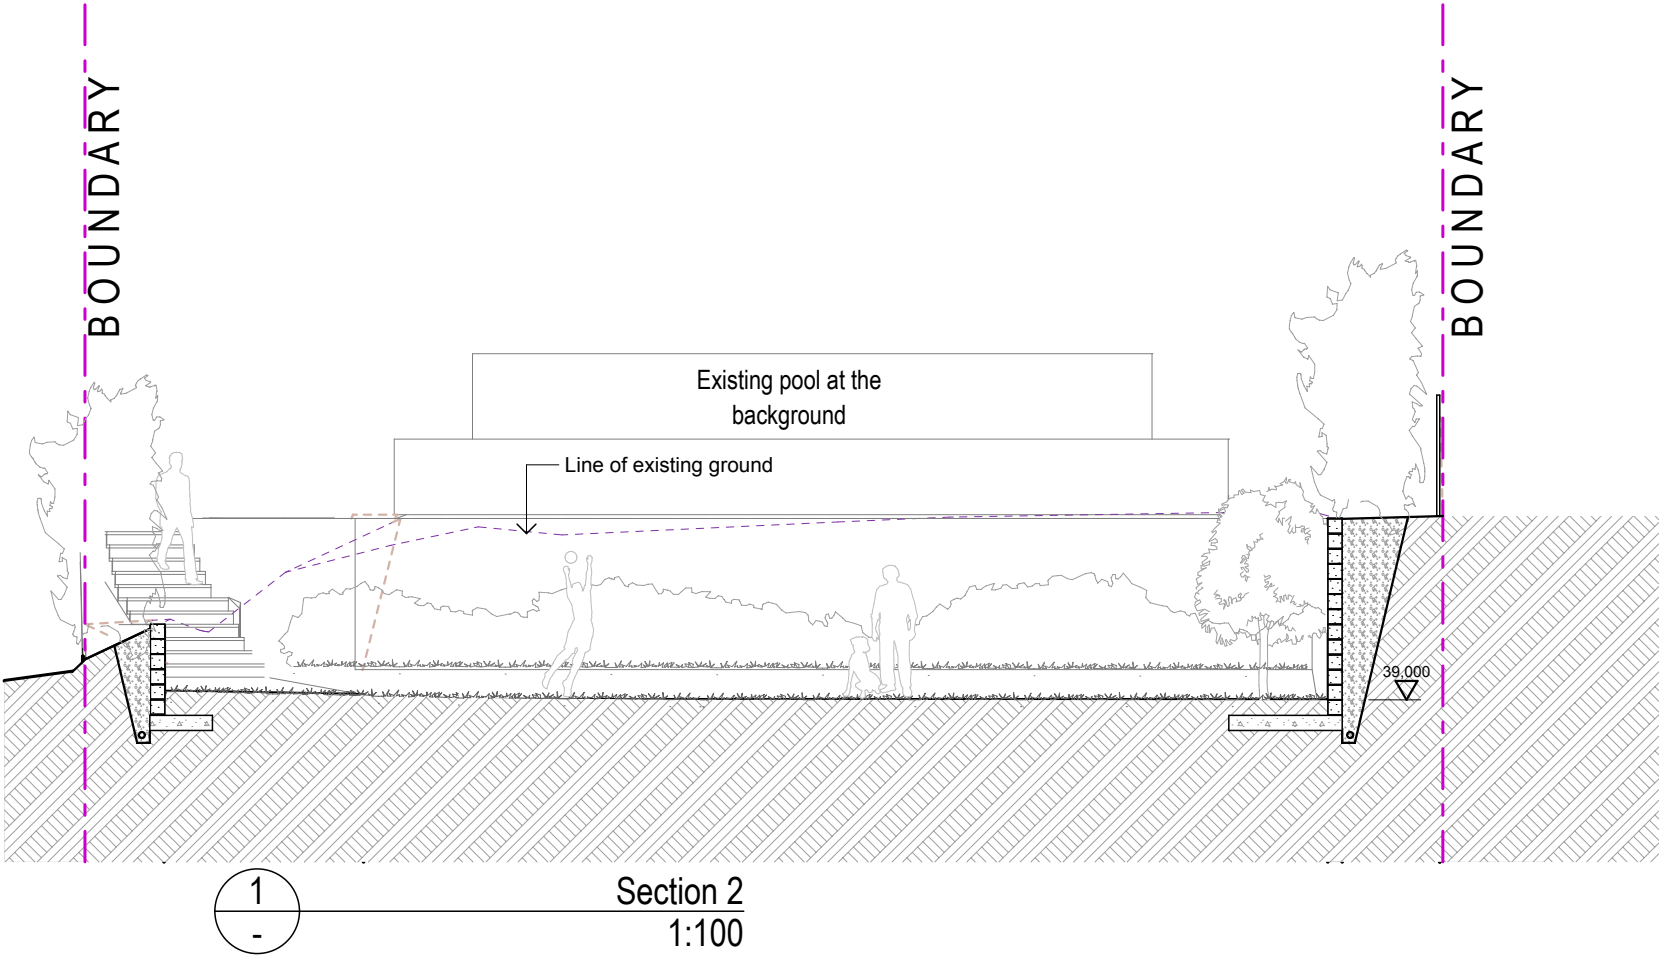 BOUNDARY
BOUNDARY
Existing pool at the
background
Line of existing ground
39,000
1
-
Section 2
1:100